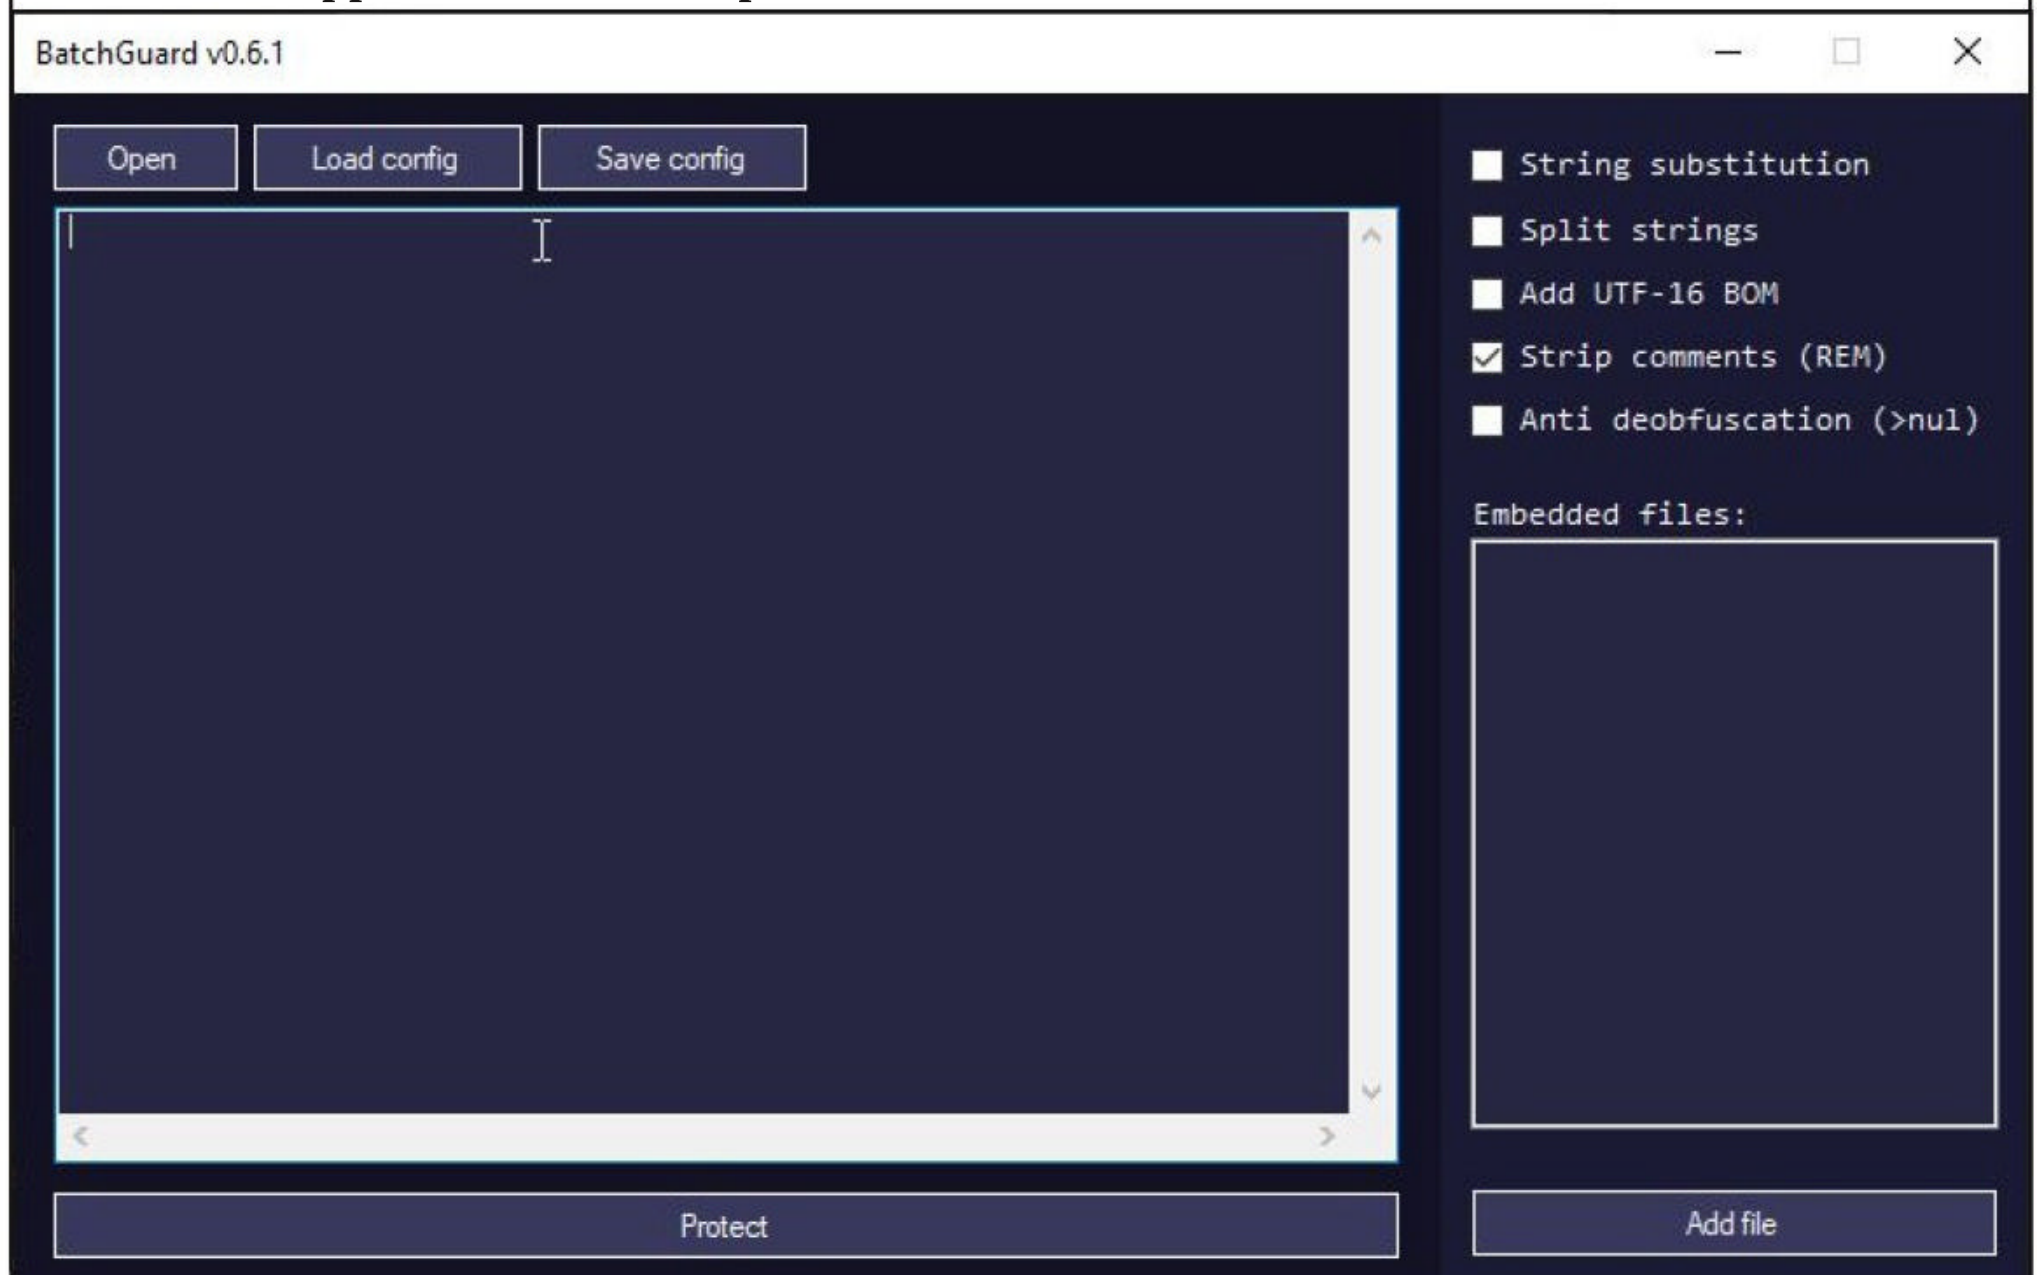 BatchGuard v0.6.1
Open
Load config
Save config
String substitution
Split strings
Add UTF-16 BOM
Strip comments (REM)
Anti deobfuscation (>nul)
Embedded files:
Protect
Add file